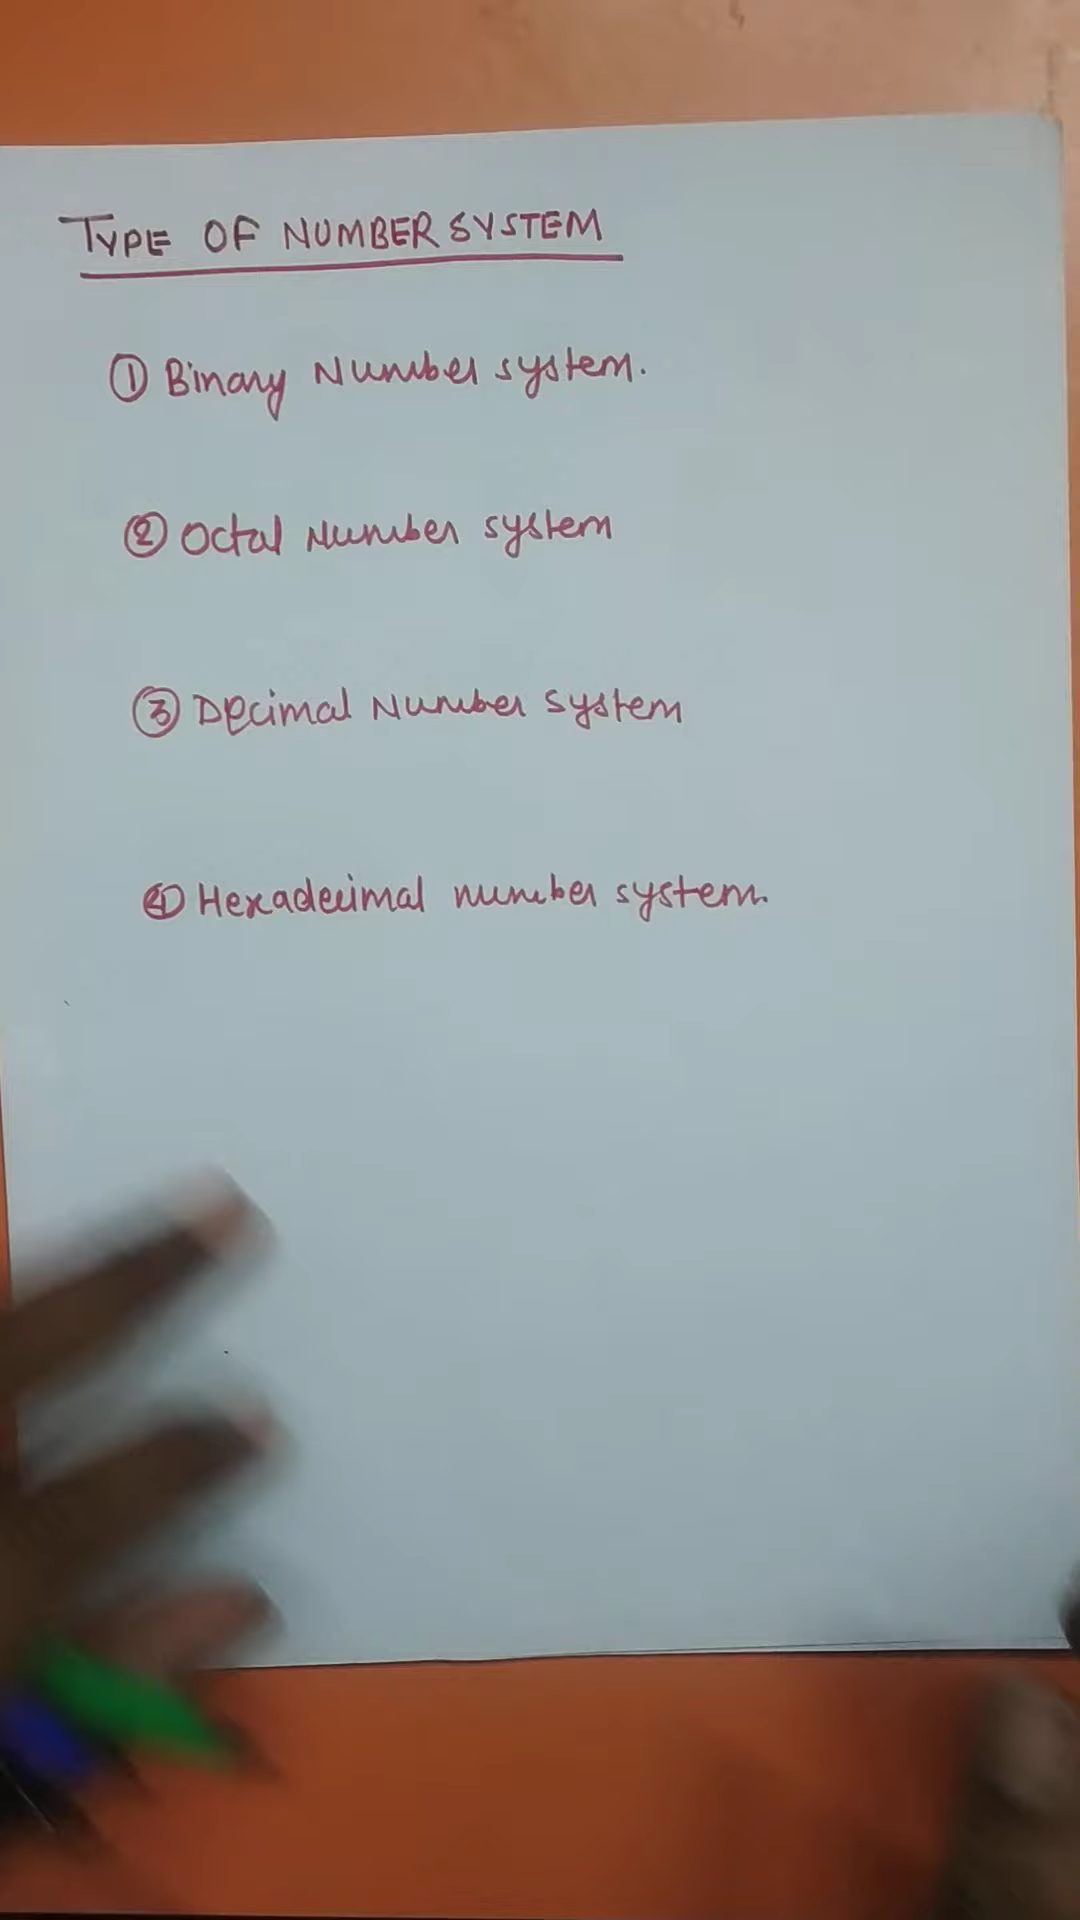 TYPE OF NUMBER SYSTEM
① Binary Number system.
② Octal Number system
③ Decimal Number system
④ Hexadecimal number system.